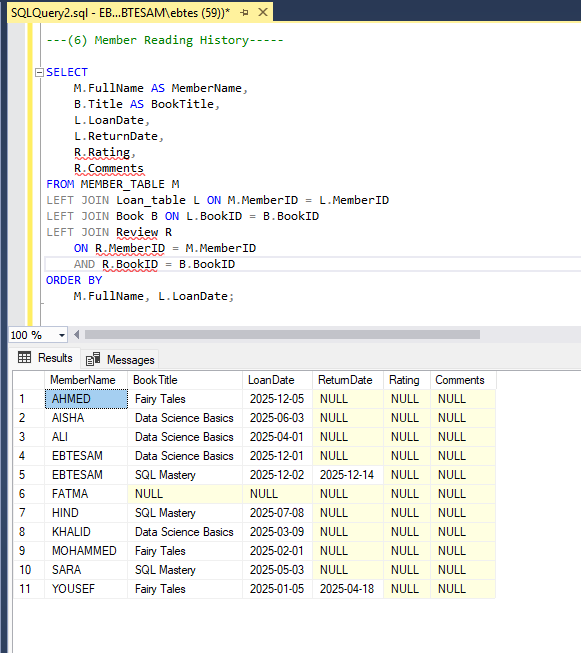 SQLQuery2.sql - EB...BTESAM\ebtes (59))*
---(6) Member Reading History-----
SELECT
M.FullName AS MemberName,
B.Title AS BookTitle,
L.LoanDate,
L.ReturnDate,
R.Rating,
R.Comments
FROM MEMBER_TABLE M
LEFT JOIN Loan_table L ON M.MemberID = L.MemberID
LEFT JOIN Book B ON L.BookID = B.BookID
LEFT JOIN Review R
ON R.MemberID = M.MemberID
AND R.BookID = B.BookID
ORDER BY
M.FullName, L.LoanDate;
100 %
Results Messages
MemberName BookTitle LoanDate ReturnDate Rating Comments
1 AHMED Fairy Tales 2025-12-05 NULL NULL NULL
2 AISHA Data Science Basics 2025-06-03 NULL NULL NULL
3 ALI Data Science Basics 2025-04-01 NULL NULL NULL
4 EBTESAM Data Science Basics 2025-12-01 NULL NULL NULL
5 EBTESAM SQL Mastery 2025-12-02 2025-12-14 NULL NULL
6 FATMA NULL NULL NULL NULL NULL
7 HIND SQL Mastery 2025-07-08 NULL NULL NULL
8 KHALID Data Science Basics 2025-03-09 NULL NULL NULL
9 MOHAMMED Fairy Tales 2025-02-01 NULL NULL NULL
10 SARA SQL Mastery 2025-05-03 NULL NULL NULL
11 YOUSEF Fairy Tales 2025-01-05 2025-04-18 NULL NULL